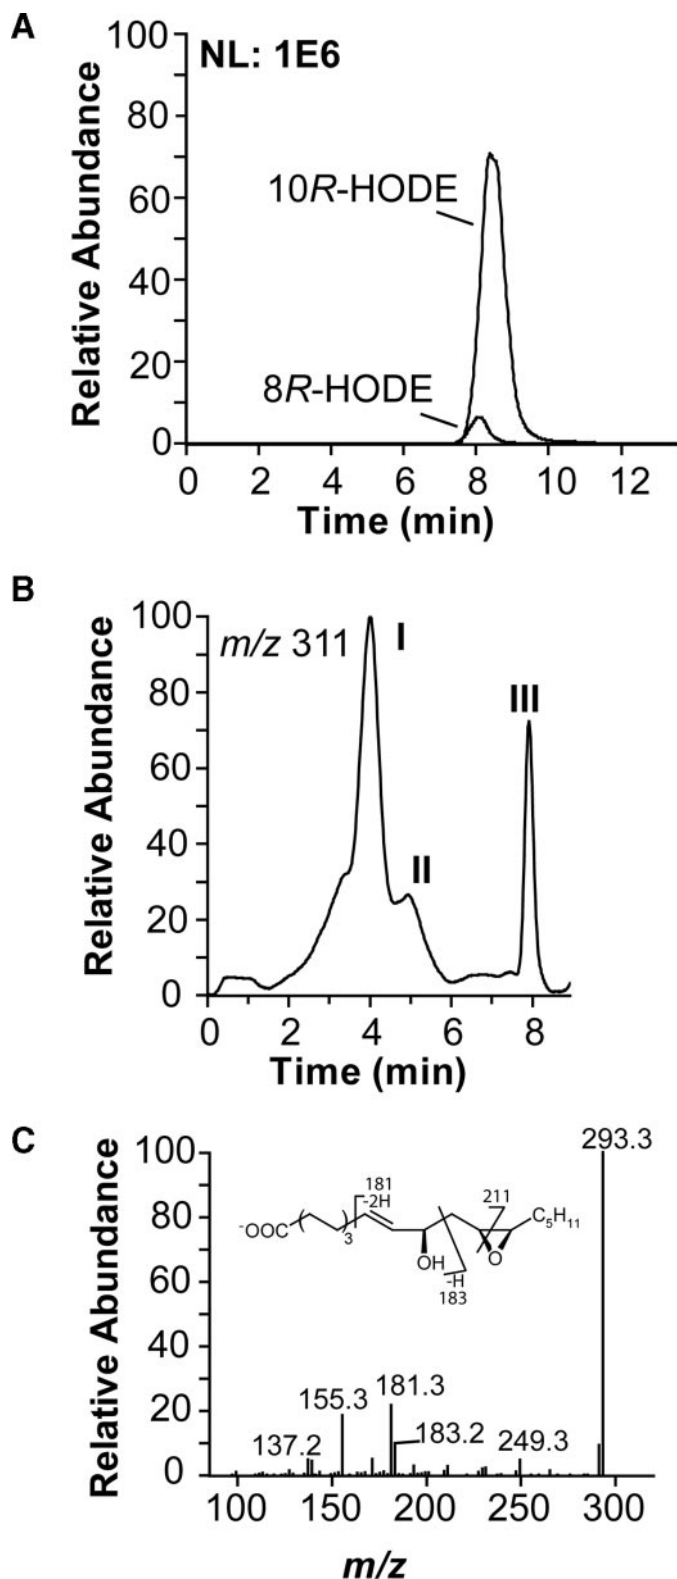 A
NL: 1E6
Relative Abundance
100
80
60
40
20
0
10R-HODE
8R-HODE
0 2 4 6 8 10 12
Time (min)
B
m/z 311
I
II
III
Relative Abundance
100
80
60
40
20
0
0 2 4 6 8
Time (min)
C
Relative Abundance
100
80
60
40
20
0
293.3
181
-2H
211
-OOC
3
C5H11
OH
O
-H
183
155.3
181.3
137.2
183.2
249.3
100 150 200 250 300
m/z